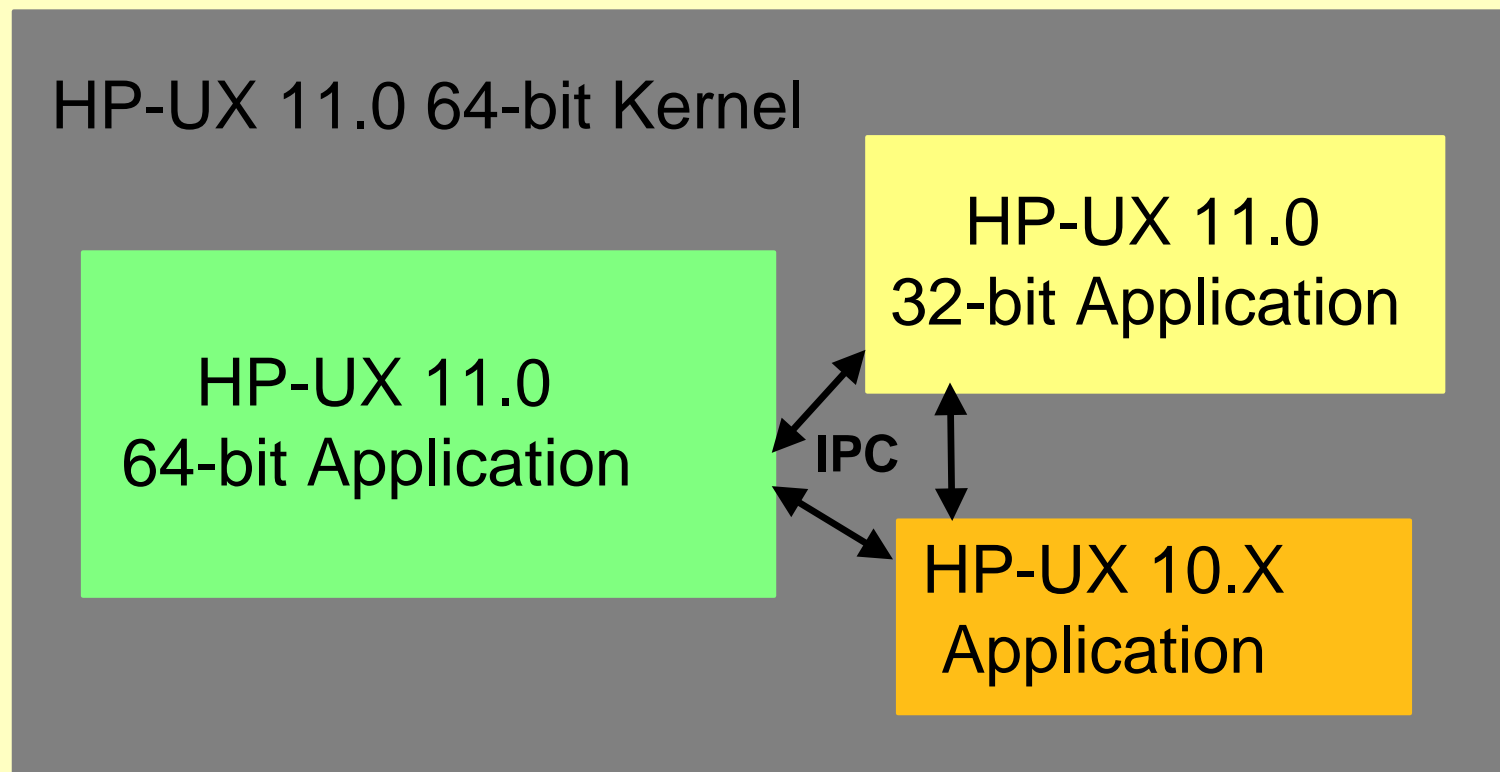 HP-UX 11.0 64-bit Kernel
HP-UX 11.0
32-bit Application
HP-UX 11.0
64-bit Application
IPC
HP-UX 10.X
Application